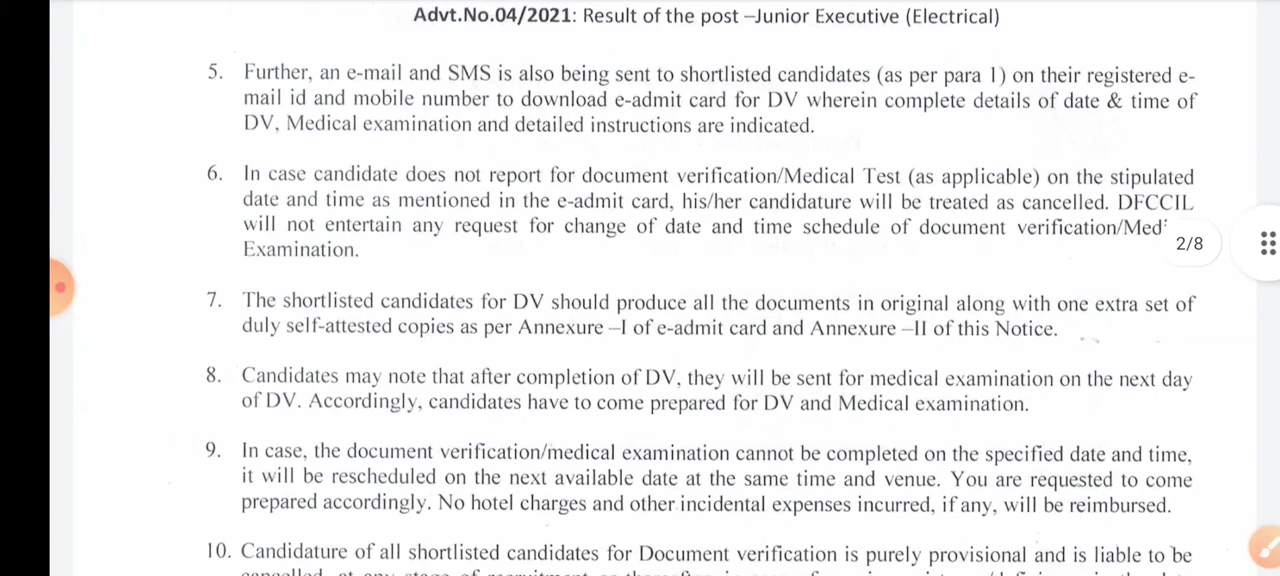 Advt.No.04/2021: Result of the post –Junior Executive (Electrical)
5. Further, an e-mail and SMS is also being sent to shortlisted candidates (as per para 1) on their registered e-
mail id and mobile number to download e-admit card for DV wherein complete details of date & time of
DV, Medical examination and detailed instructions are indicated.
6. In case candidate does not report for document verification/Medical Test (as applicable) on the stipulated
date and time as mentioned in the e-admit card, his/her candidature will be treated as cancelled. DFCCIL
will not entertain any request for change of date and time schedule of document verification/Med
2/8
Examination.
7. The shortlisted candidates for DV should produce all the documents in original along with one extra set of
duly self-attested copies as per Annexure –I of e-admit card and Annexure –II of this Notice.
8. Candidates may note that after completion of DV, they will be sent for medical examination on the next day
of DV. Accordingly, candidates have to come prepared for DV and Medical examination.
9. In case, the document verification/medical examination cannot be completed on the specified date and time,
it will be rescheduled on the next available date at the same time and venue. You are requested to come
prepared accordingly. No hotel charges and other incidental expenses incurred, if any, will be reimbursed.
10. Candidature of all shortlisted candidates for Document verification is purely provisional and is liable to be